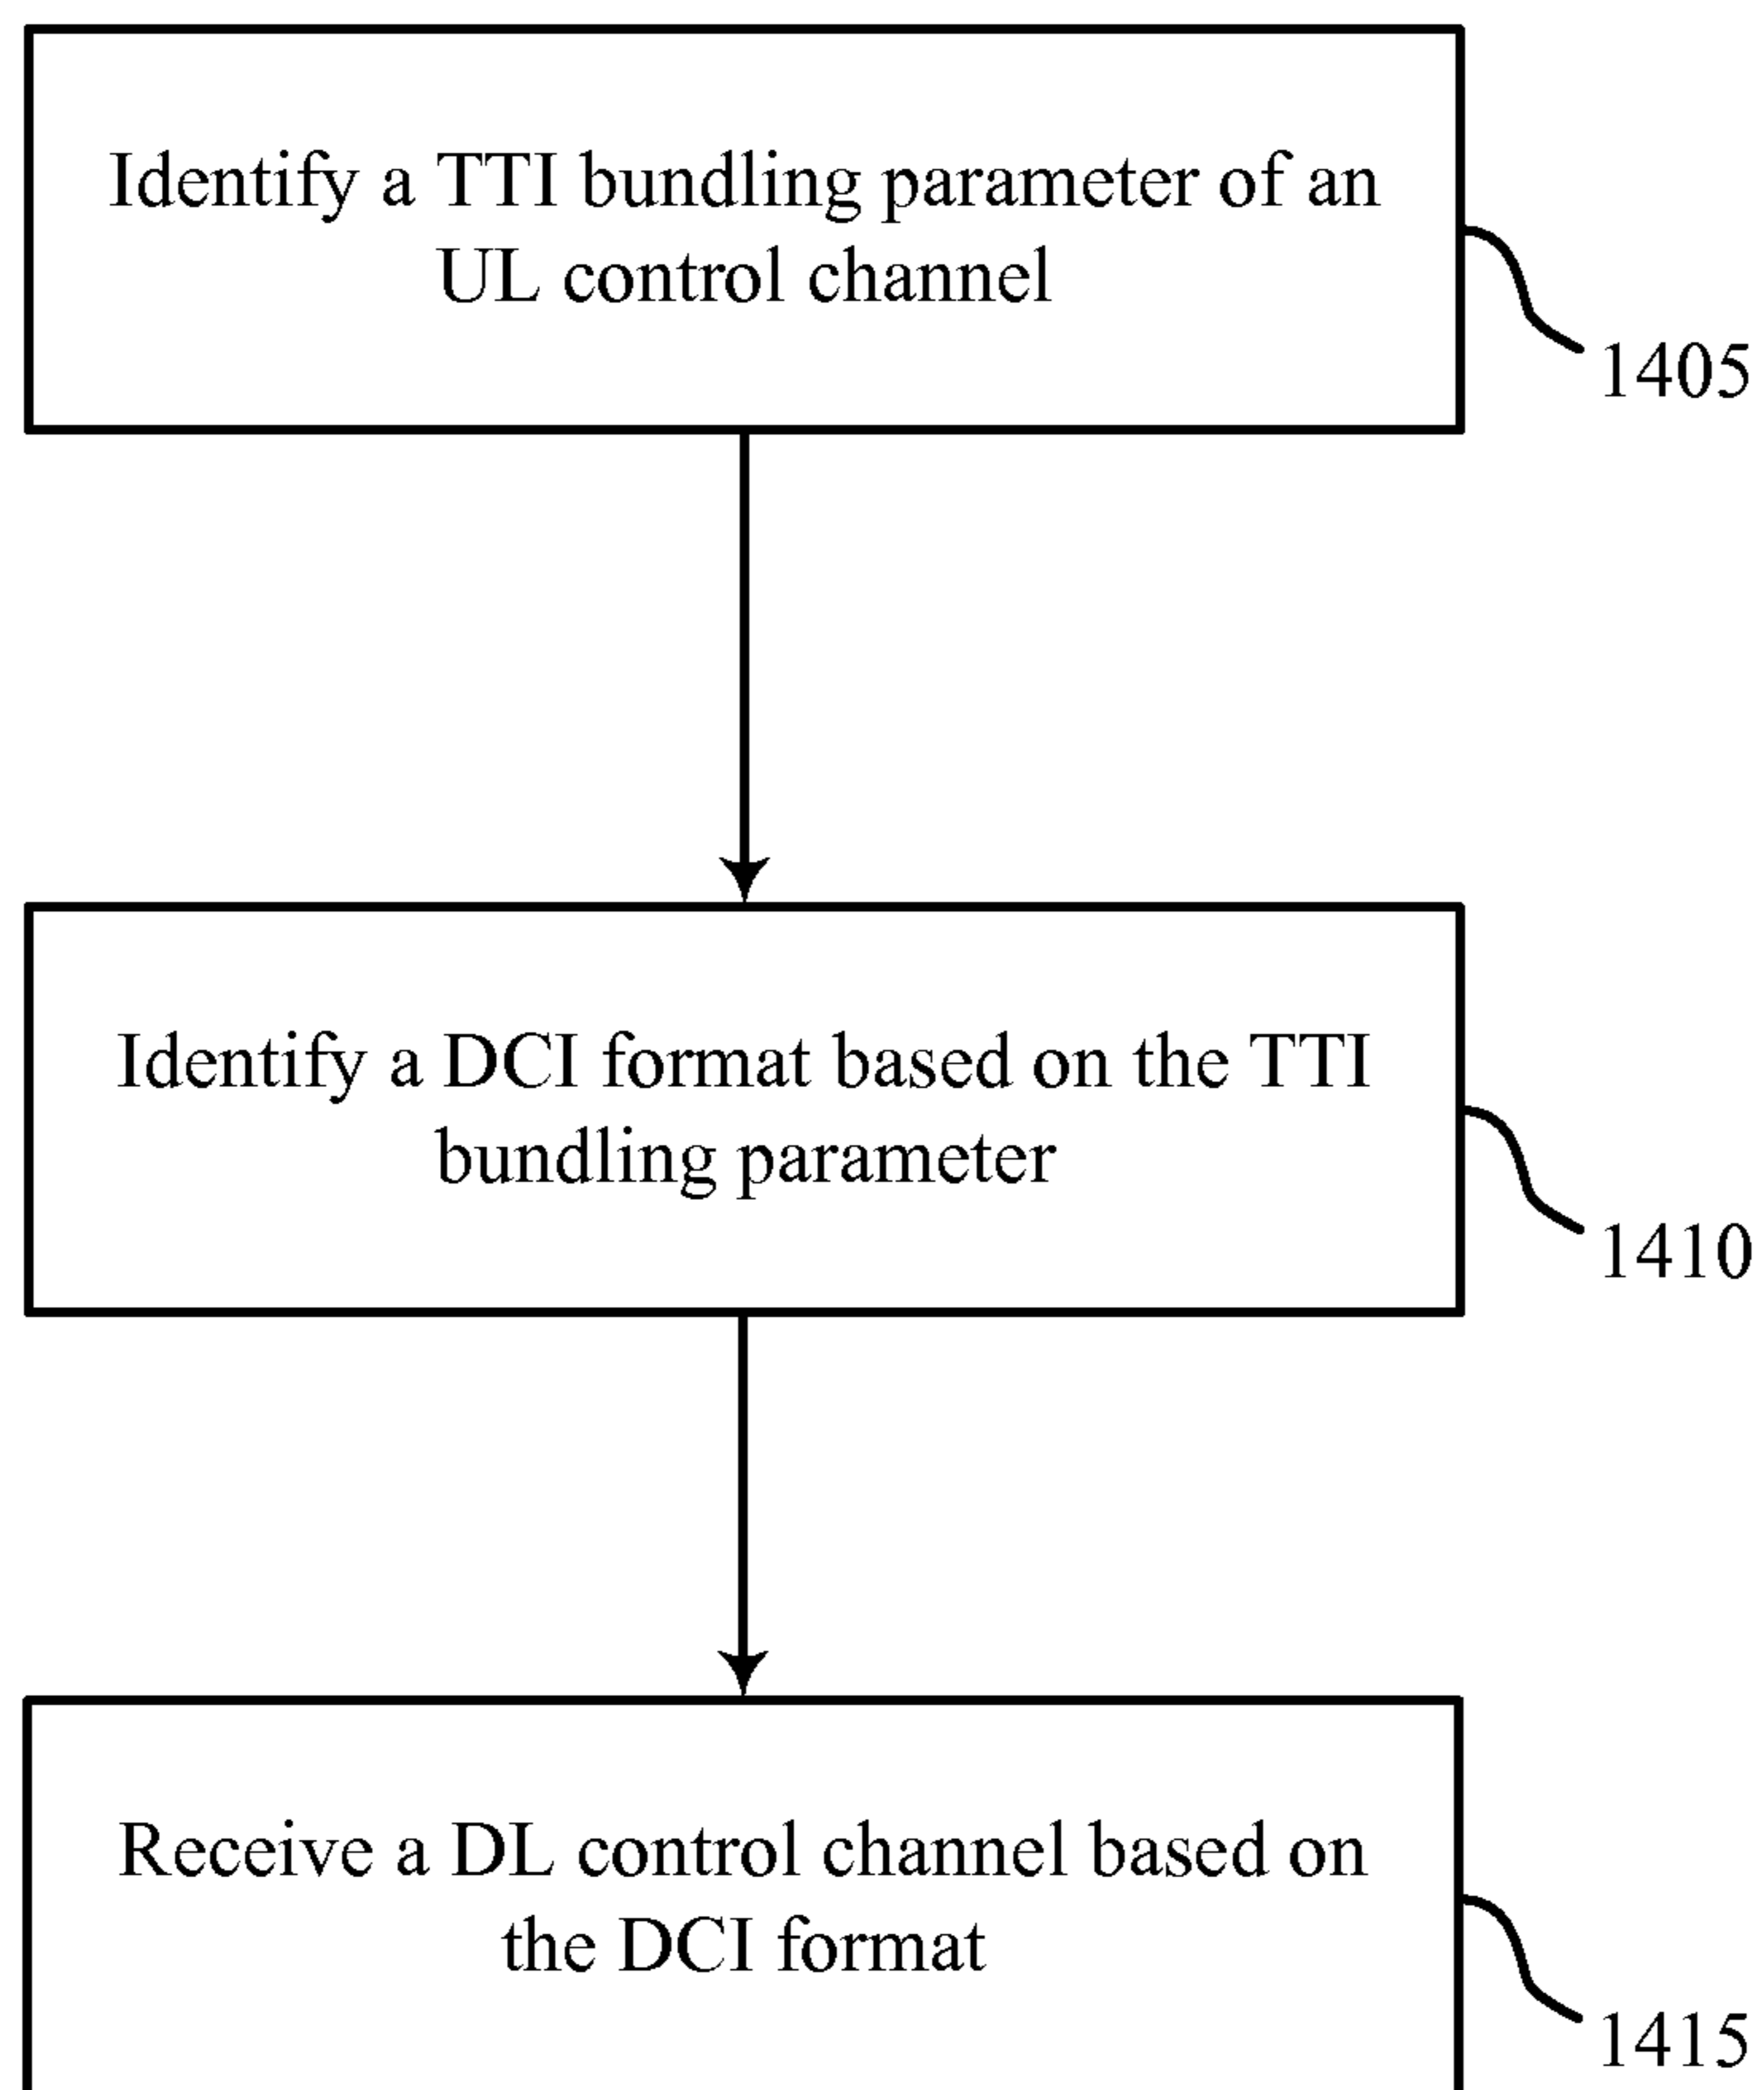 Identify a TTI bundling parameter of an
UL control channel
1405
Identify a DCI format based on the TTI
bundling parameter
1410
Receive a DL control channel based on
the DCI format
1415